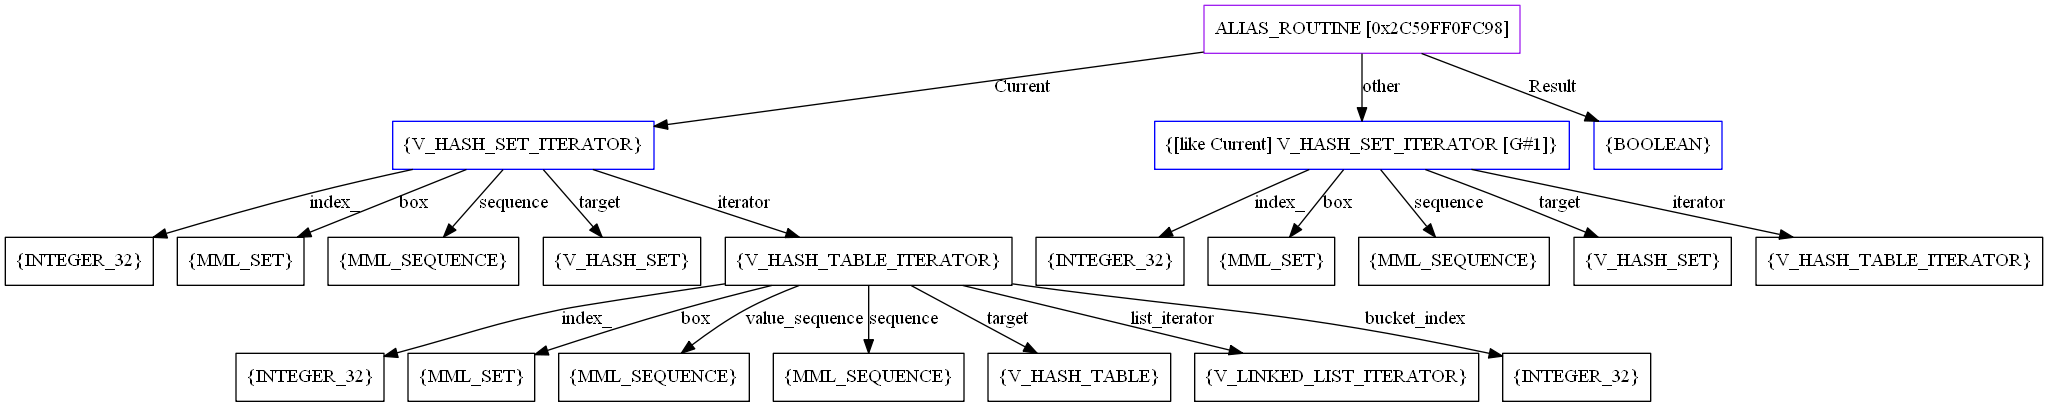 ALIAS_ROUTINE [0x2C59FF0FC98]
Current
other
Result
{V_HASH_SET_ITERATOR}
{[like Current] V_HASH_SET_ITERATOR [G#1]}
{BOOLEAN}
index_
box
sequence
target
iterator
index_
box
sequence
target
iterator
{INTEGER_32}
{MML_SET}
{MML_SEQUENCE}
{V_HASH_SET}
{V_HASH_TABLE_ITERATOR}
{INTEGER_32}
{MML_SET}
{MML_SEQUENCE}
{V_HASH_SET}
{V_HASH_TABLE_ITERATOR}
index_
box
value_sequence
sequence
target
list_iterator
bucket_index
{INTEGER_32}
{MML_SET}
{MML_SEQUENCE}
{MML_SEQUENCE}
{V_HASH_TABLE}
{V_LINKED_LIST_ITERATOR}
{INTEGER_32}